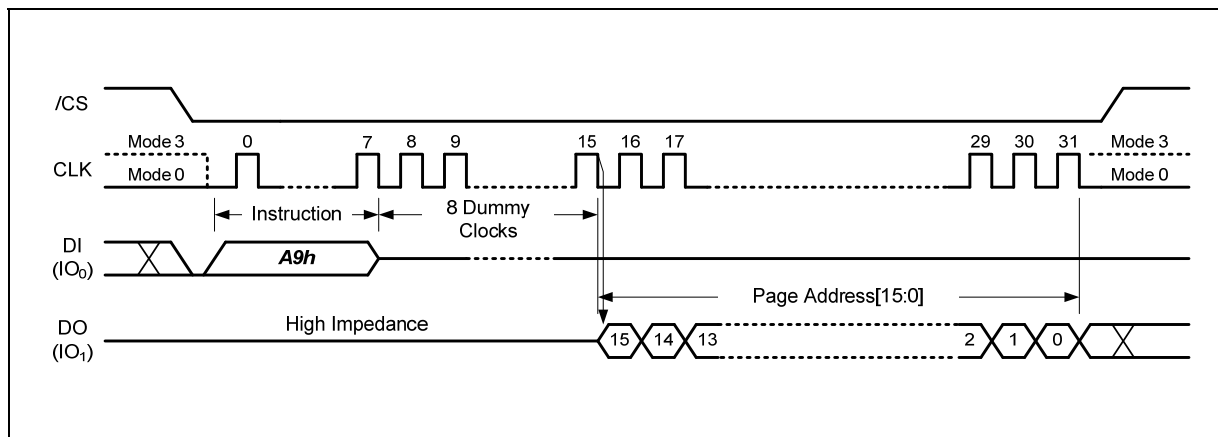 /CS
Mode 3 0 7 8 9 15 16 17 29 30 31 Mode 3
CLK
Mode 0 Mode 0
Instruction 8 Dummy
Clocks
DI
(IO₀)
A9h
Page Address[15:0]
High Impedance
DO
(IO₁)
15 14 13 2 1 0